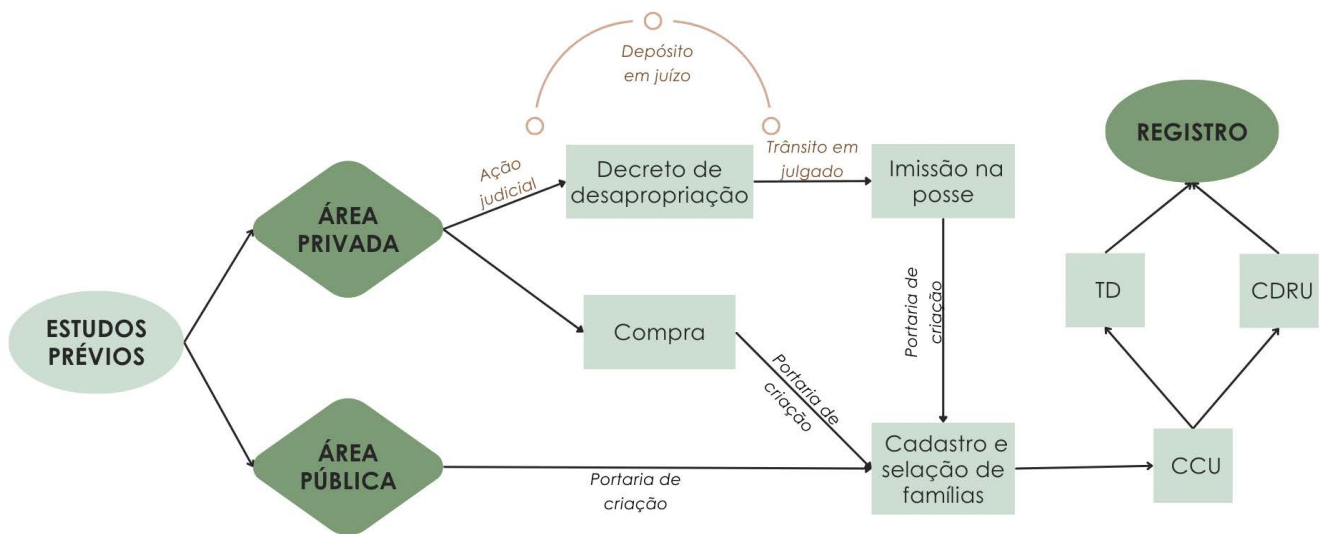 Depósito
em juízo
REGISTRO
Ação
judicial
Decreto de
desapropriação
Trânsito em
julgado
Imissão na
posse
ÁREA
PRIVADA
TD
CDRU
Portaria de
criação
ESTUDOS
PRÉVIOS
Compra
Portaria de
criação
ÁREA
PÚBLICA
Portaria de
criação
Cadastro e
selação de
famílias
CCU